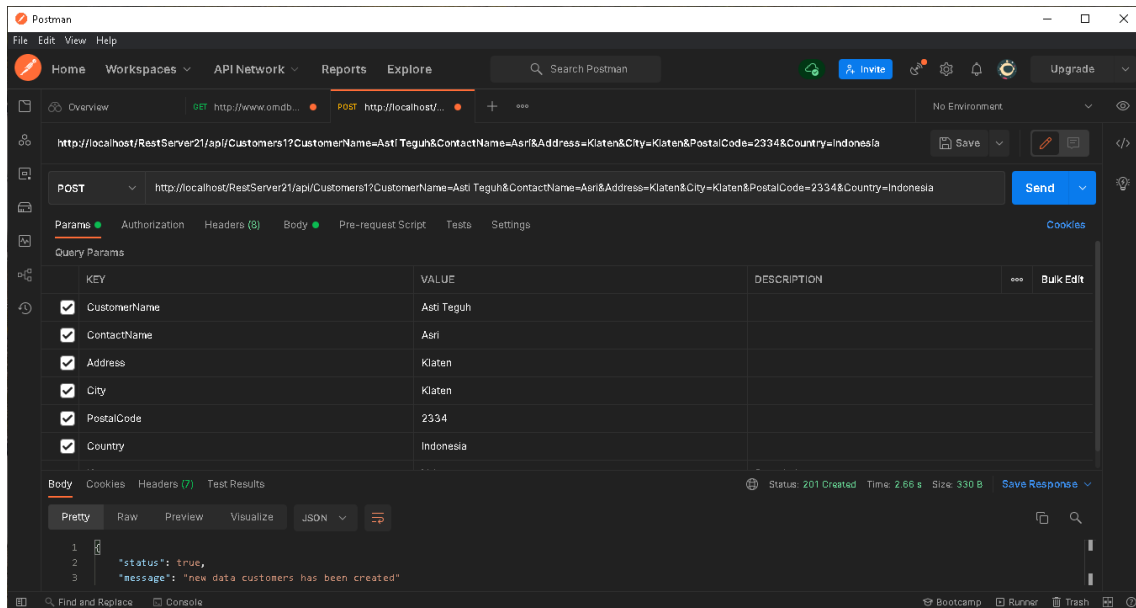 Postman
File Edit View Help
Home Workspaces API Network Reports Explore Search Postman Invite Upgrade
Overview GET http://www.omdb... POST http://localhost/... No Environment
http://localhost/RestServer21/api/Customers1?CustomerName=Asti Teguh&ContactName=Asri&Address=Klaten&City=Klaten&PostalCode=2334&Country=Indonesia Save
POST http://localhost/RestServer21/api/Customers1?CustomerName=Asti Teguh&ContactName=Asri&Address=Klaten&City=Klaten&PostalCode=2334&Country=Indonesia Send
Params Authorization Headers (8) Body Pre-request Script Tests Settings Cookies
Query Params
KEY VALUE DESCRIPTION Bulk Edit
CustomerName Asti Teguh
ContactName Asri
Address Klaten
City Klaten
PostalCode 2334
Country Indonesia
Body Cookies Headers (7) Test Results Status: 201 Created Time: 2.66 s Size: 330 B Save Response
Pretty Raw Preview Visualize JSON
1 {
2 "status": true,
3 "message": "new data customers has been created"
Find and Replace Console Bootcamp Runner Trash